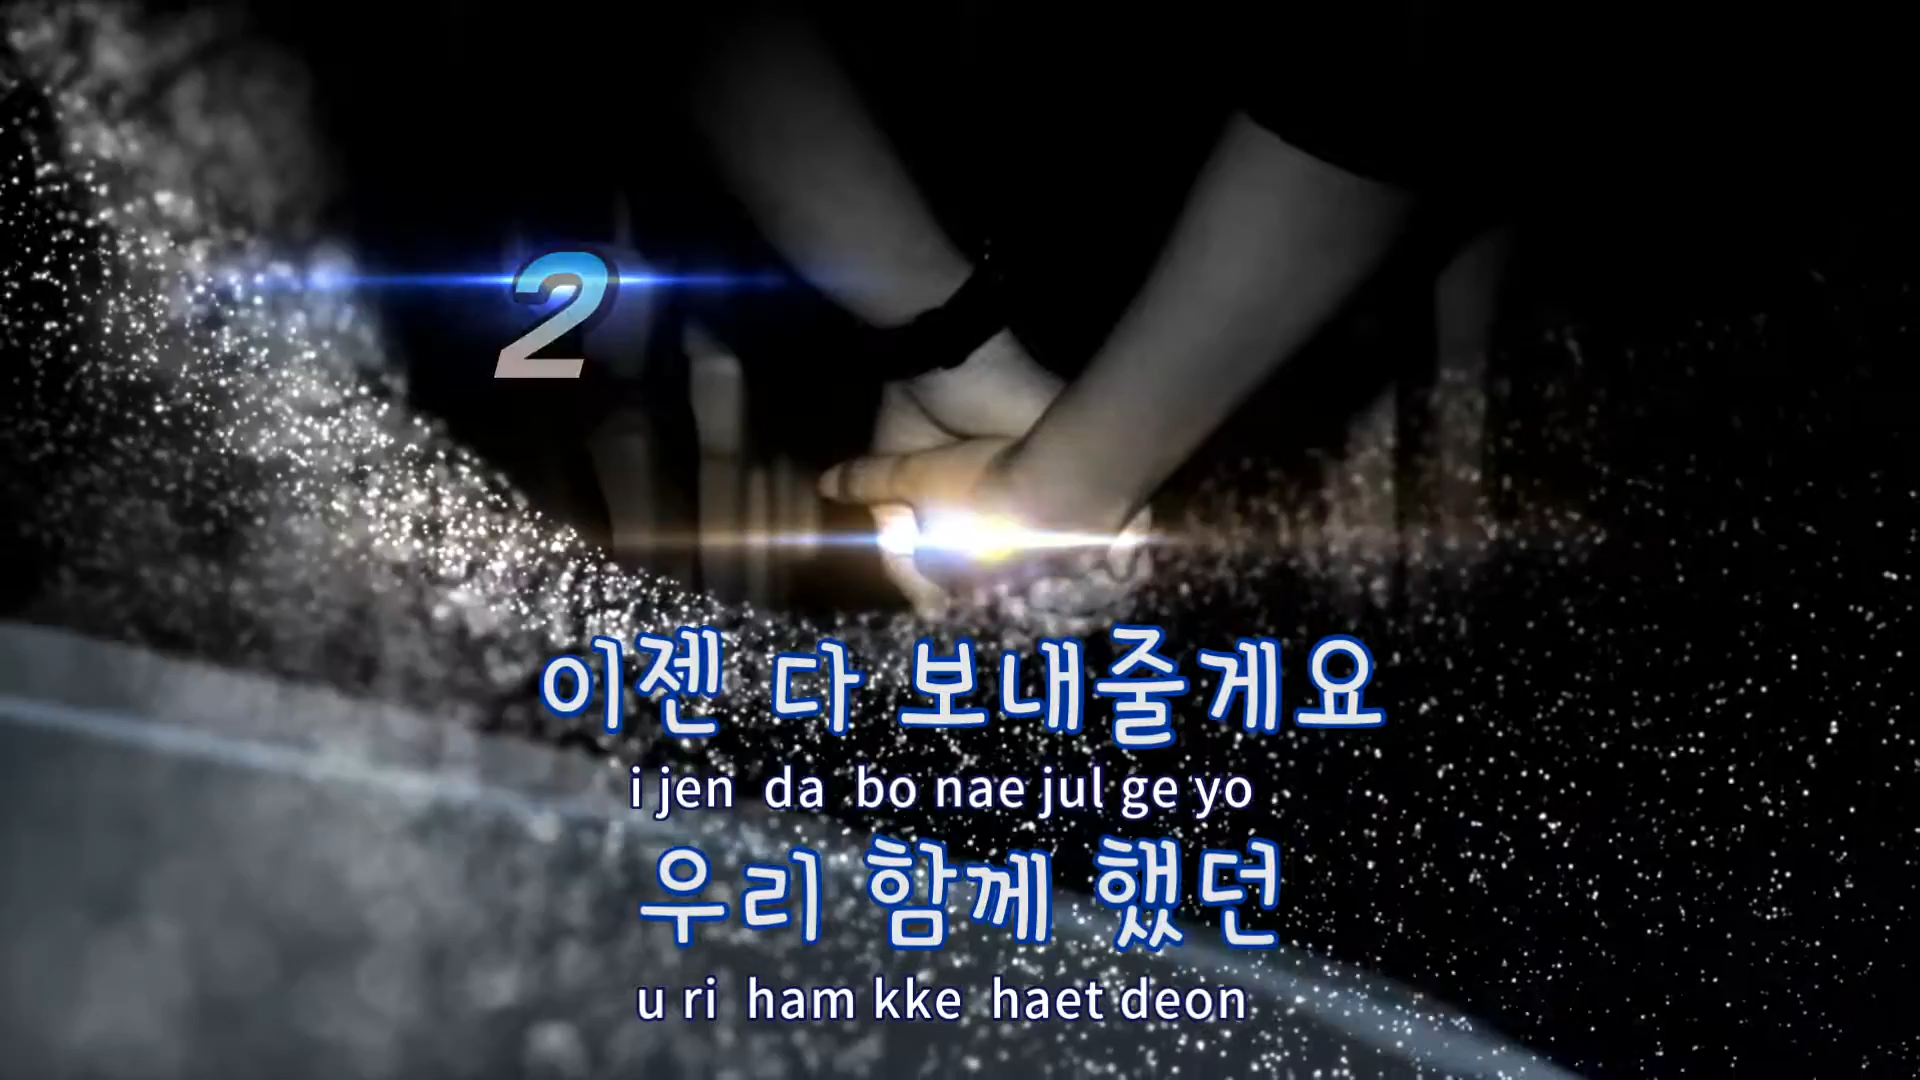 2
이젠 다 보내줄게요
i jen da bo nae jul ge yo
우리 함께 했던
u ri ham kke haet deon